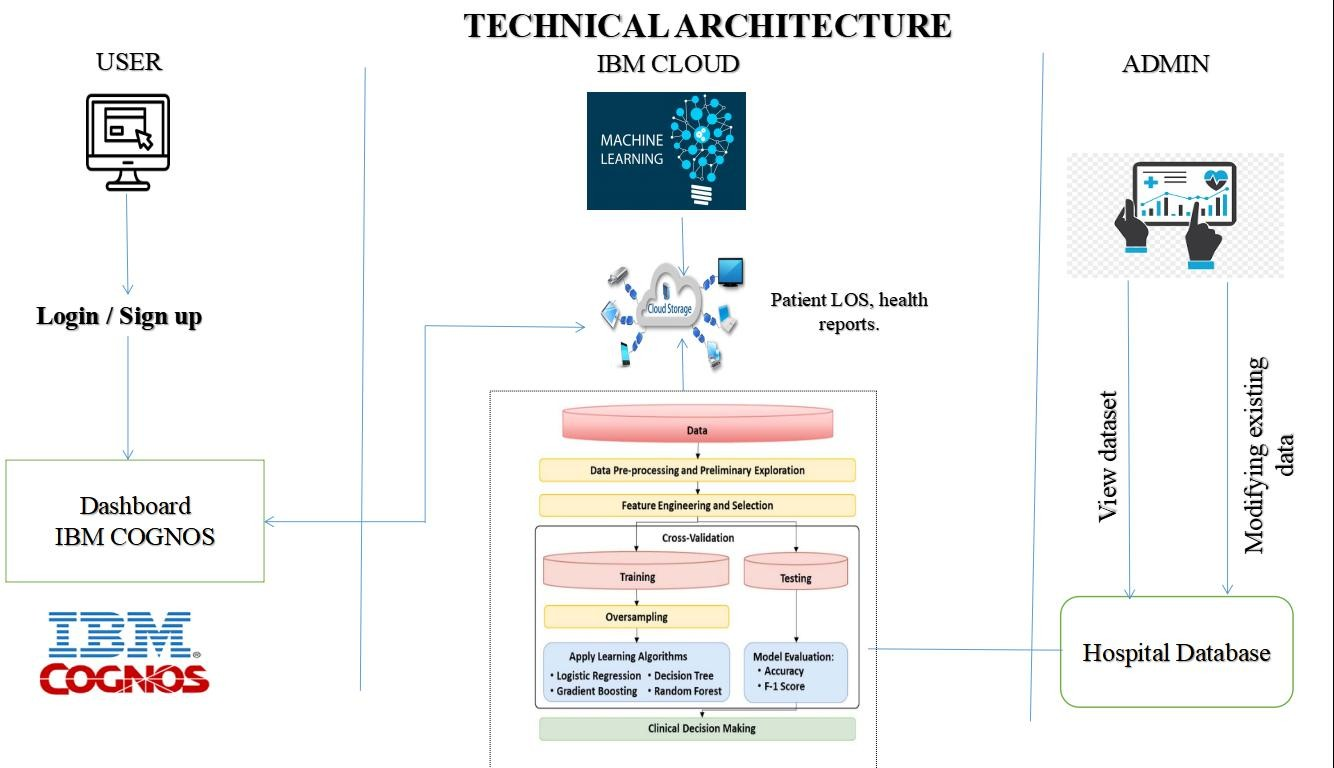 TECHNICAL ARCHITECTURE
USER
IBM CLOUD
ADMIN
MACHINE
LEARNING
Login / Sign up
Cloud Storage
Patient LOS, health
reports.
View dataset
Modifying existing
data
Dashboard
IBM COGNOS
IBM®
COGNOS
Data
Data Pre-processing and Preliminary Exploration
Feature Engineering and Selection
Cross-Validation
Training
Testing
Oversampling
Apply Learning Algorithms
• Logistic Regression • Decision Tree
• Gradient Boosting • Random Forest
Model Evaluation:
• Accuracy
• F-1 Score
Clinical Decision Making
Hospital Database